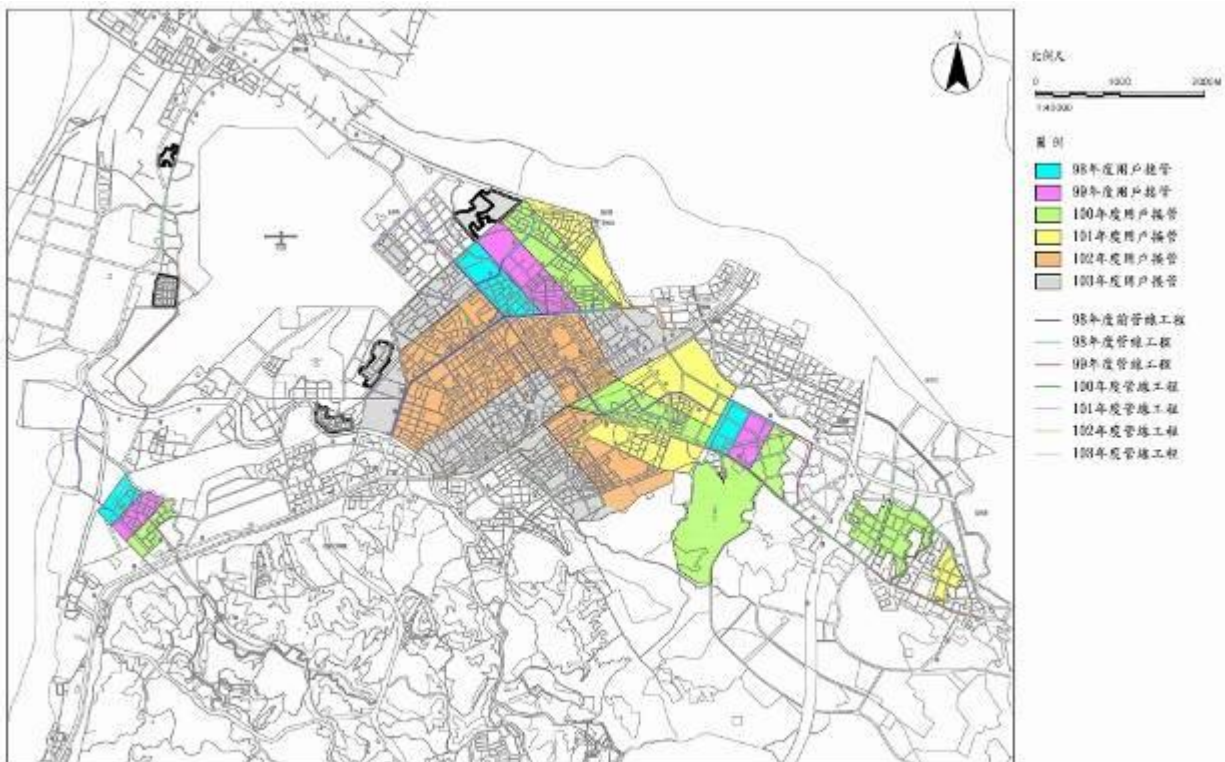 N
比例尺
0 1000 2000M
1:40000
圖例
98年度用戶接管
99年度用戶接管
100年度用戶接管
101年度用戶接管
102年度用戶接管
103年度用戶接管
98年度前管線工程
98年度管線工程
99年度管線工程
100年度管線工程
101年度管線工程
102年度管線工程
103年度管線工程